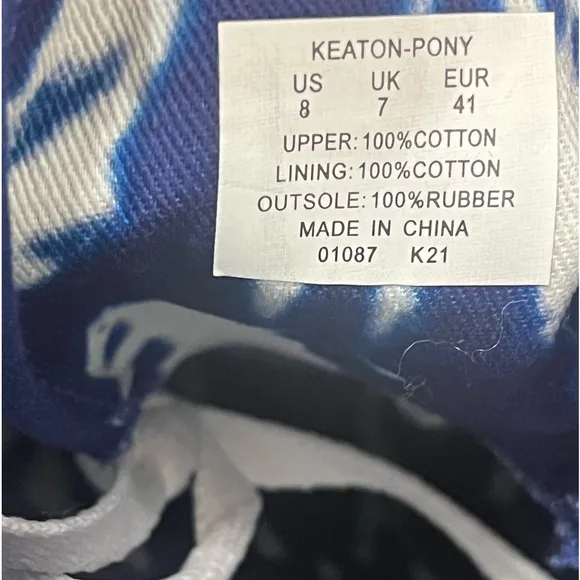 KEATON-PONY
US UK EUR
8 7 41
UPPER: 100%COTTON
LINING: 100%COTTON
OUTSOLE: 100%RUBBER
MADE IN CHINA
01087 K21